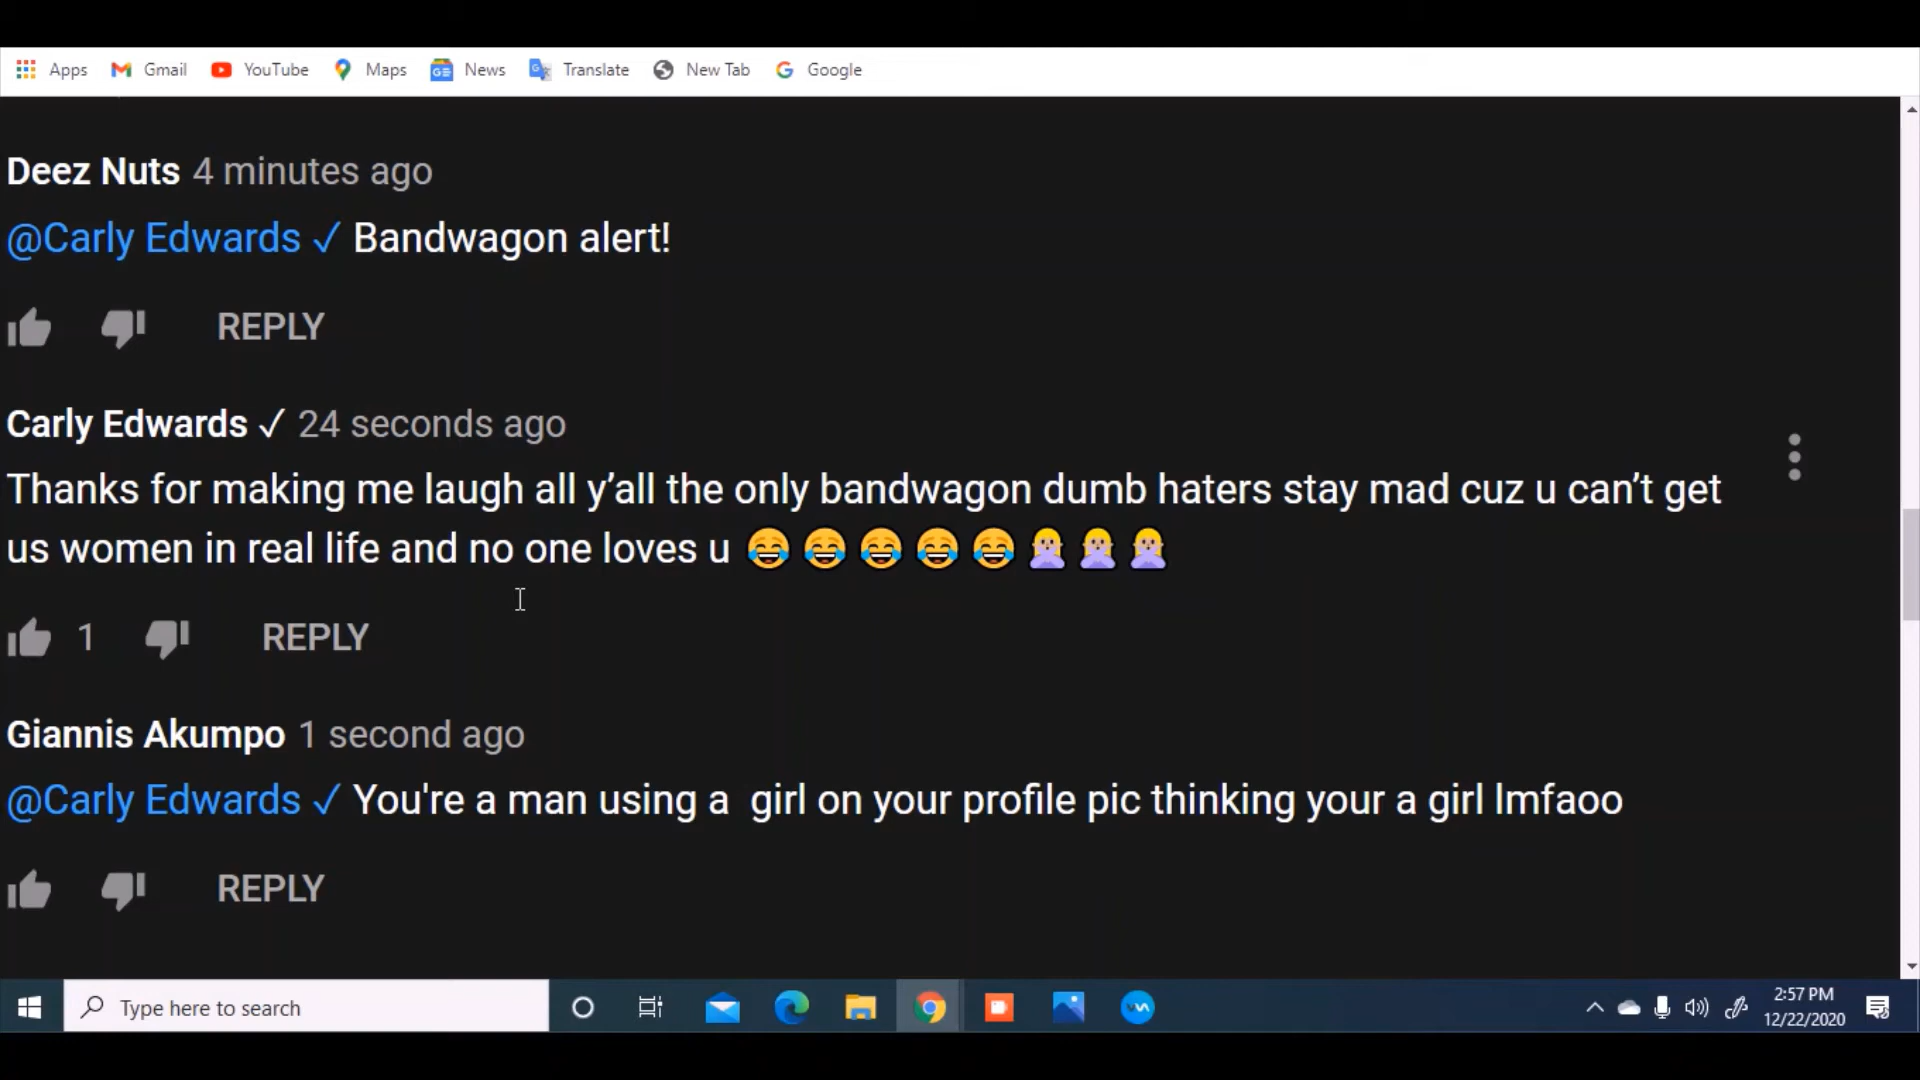 Apps Gmail YouTube Maps News Translate New Tab Google
Deez Nuts 4 minutes ago
@Carly Edwards ✓ Bandwagon alert!
REPLY
Carly Edwards ✓ 24 seconds ago
Thanks for making me laugh all y’all the only bandwagon dumb haters stay mad cuz u can’t get
us women in real life and no one loves u 😂😂😂😂😂🤷🏼‍♀️🤷🏼‍♀️🤷🏼‍♀️
1 REPLY
Giannis Akumpo 1 second ago
@Carly Edwards ✓ You're a man using a  girl on your profile pic thinking your a girl lmfaoo
REPLY
Type here to search
2:57 PM
12/22/2020